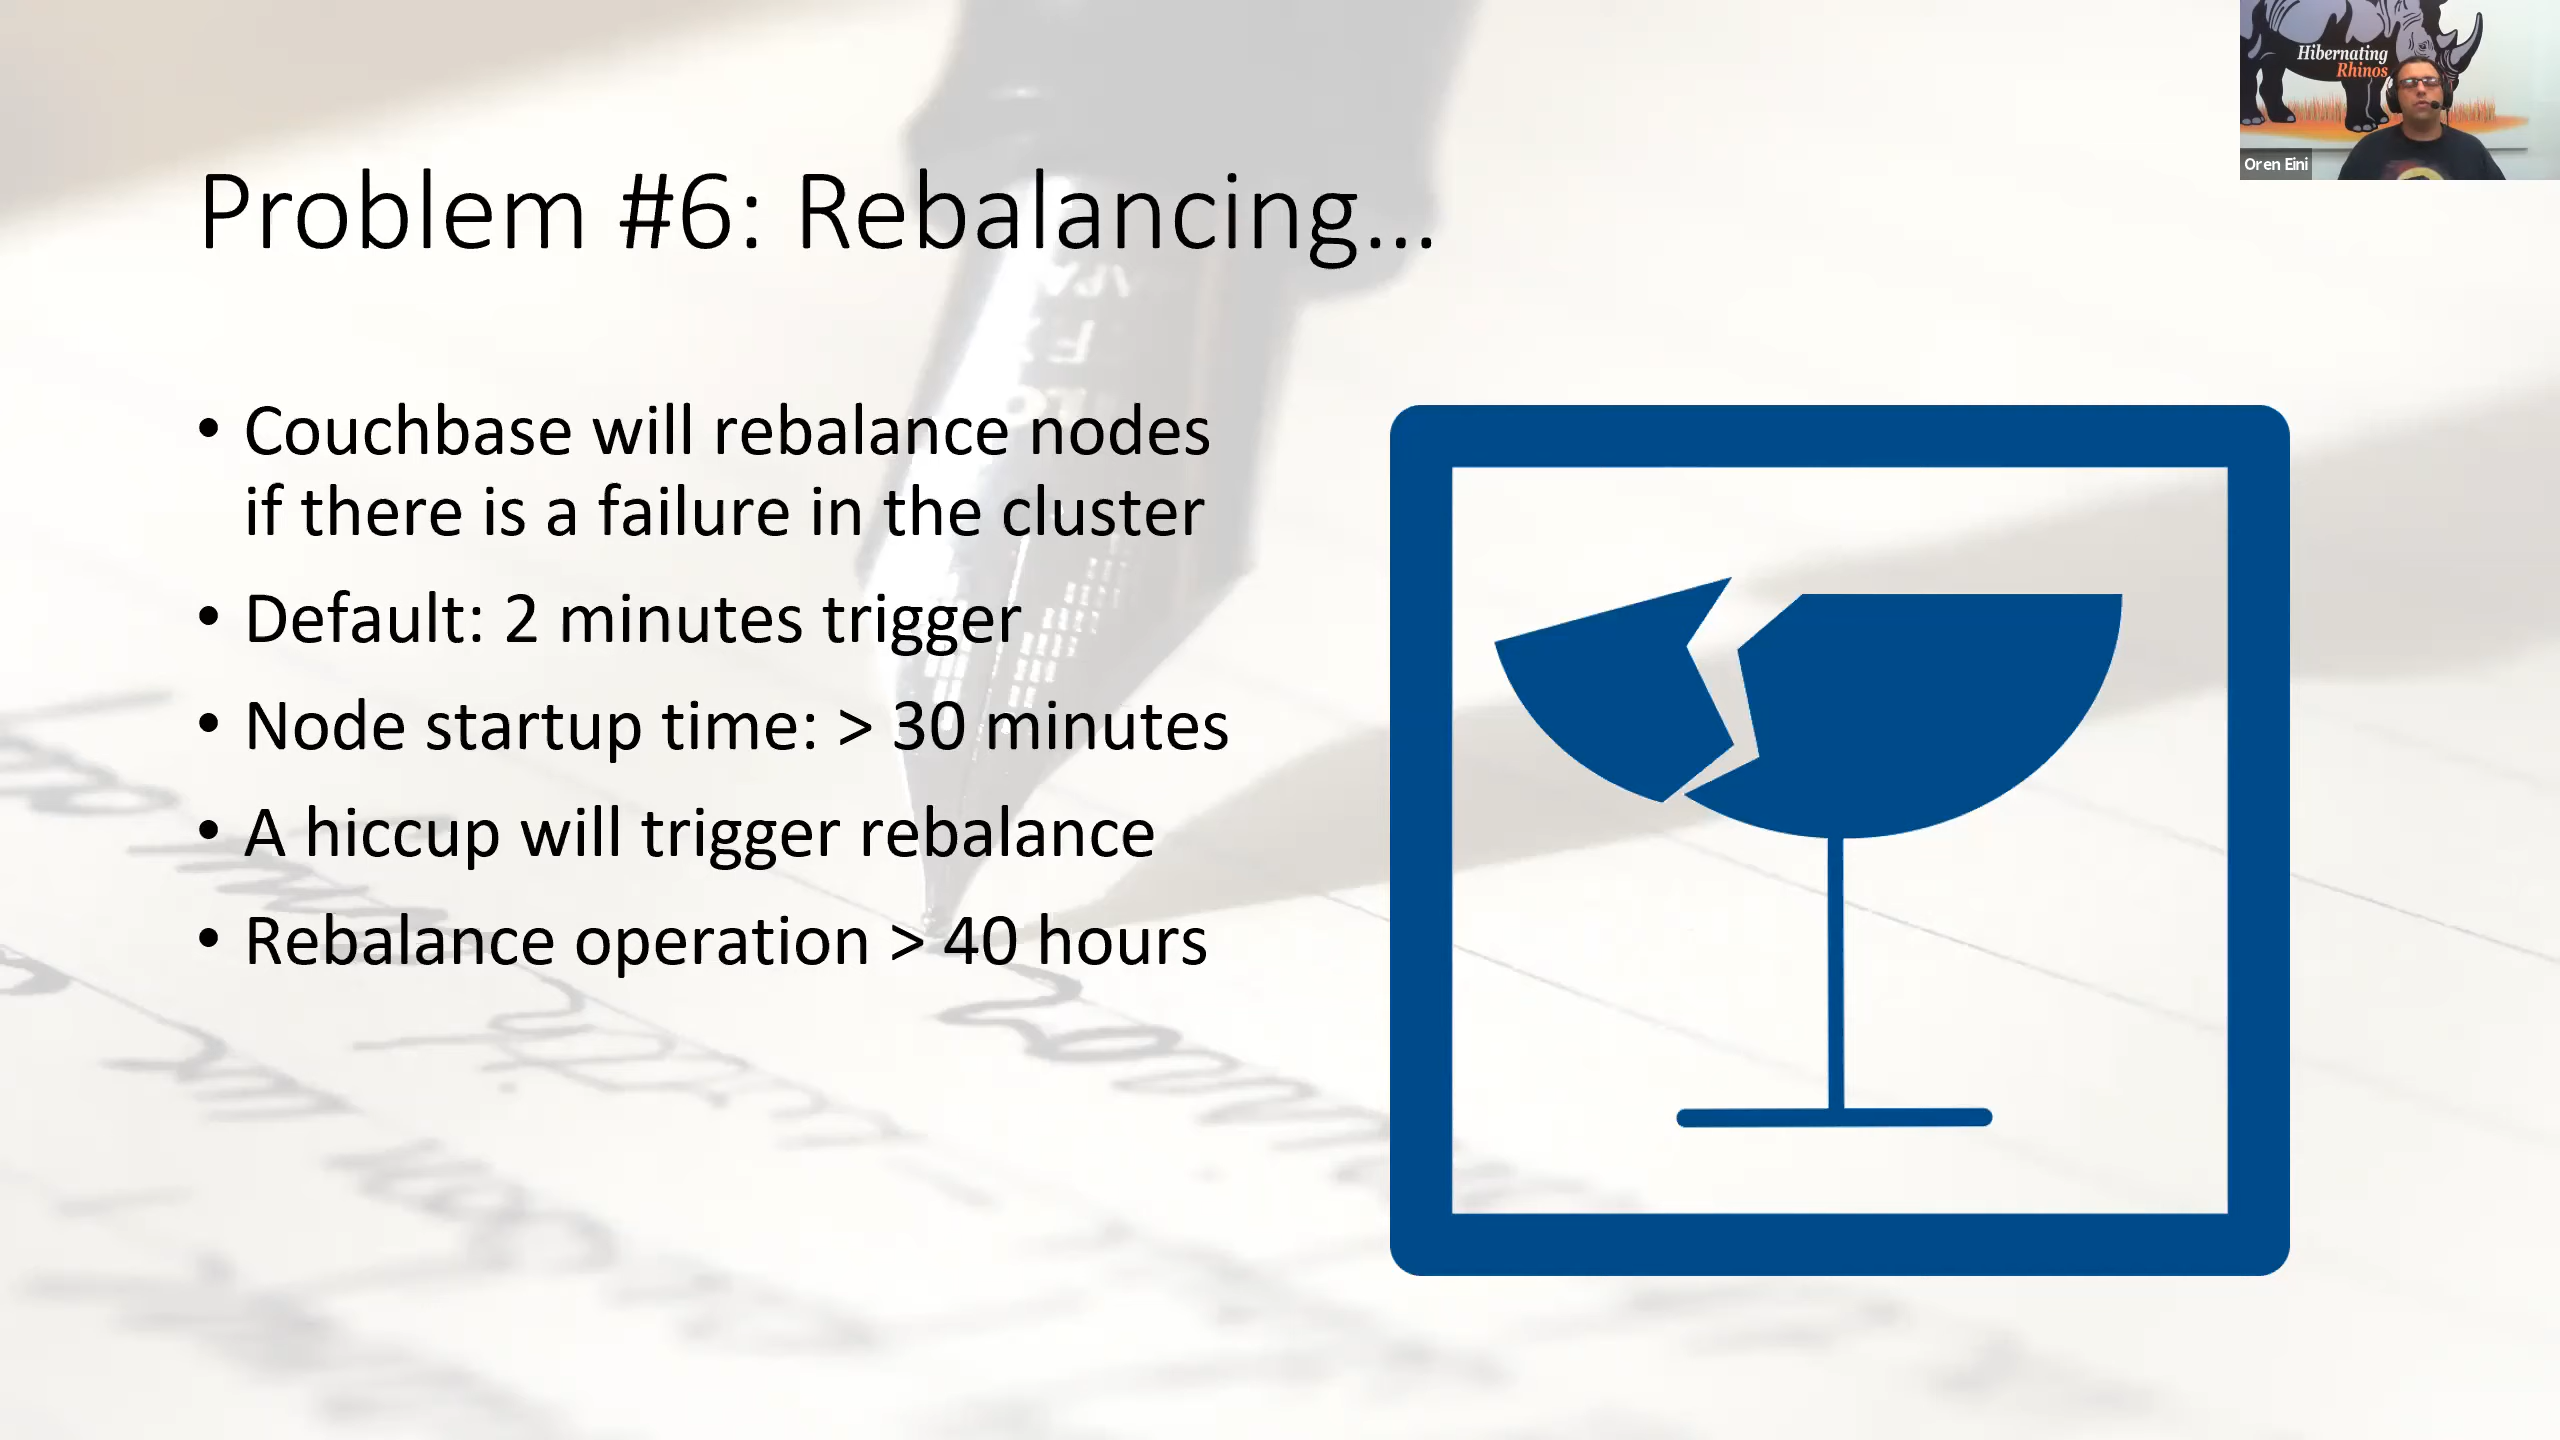 Hibernating
Rhinos
Oren Eini
Problem #6: Rebalancing...
• Couchbase will rebalance nodes
if there is a failure in the cluster
• Default: 2 minutes trigger
• Node startup time: > 30 minutes
• A hiccup will trigger rebalance
• Rebalance operation > 40 hours